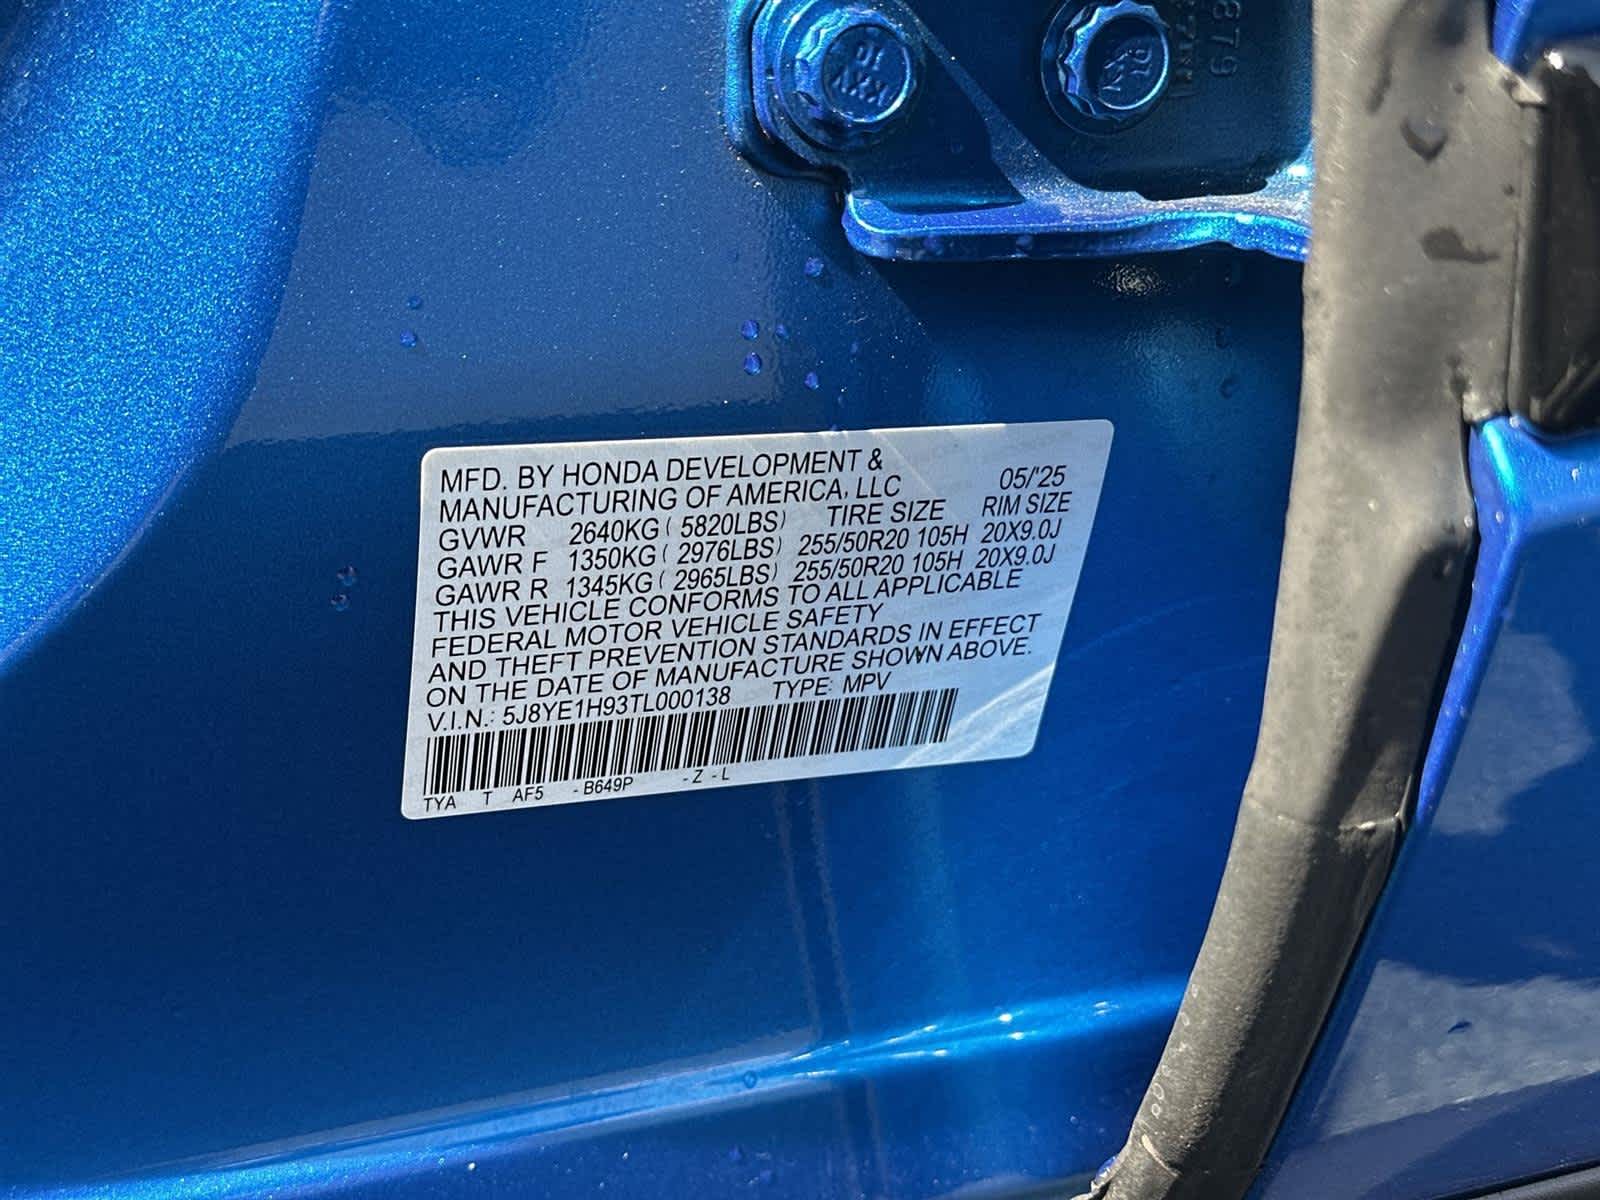 MFD. BY HONDA DEVELOPMENT &
MANUFACTURING OF AMERICA, LLC 05/'25
GVWR 2640KG ( 5820LBS) TIRE SIZE RIM SIZE
GAWR F 1350KG ( 2976LBS) 255/50R20 105H 20X9.0J
GAWR R 1345KG ( 2965LBS) 255/50R20 105H 20X9.0J
THIS VEHICLE CONFORMS TO ALL APPLICABLE
FEDERAL MOTOR VEHICLE SAFETY
AND THEFT PREVENTION STANDARDS IN EFFECT
ON THE DATE OF MANUFACTURE SHOWN ABOVE.
V.I.N.: 5J8YE1H93TL000138 TYPE: MPV
TYA T AF5 - B649P - Z - L